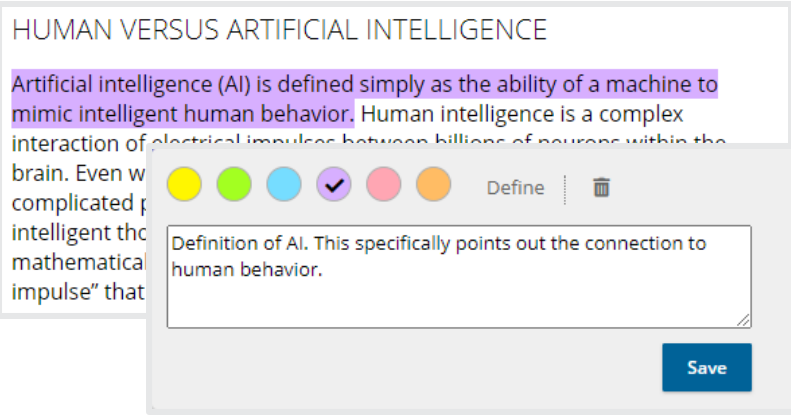 HUMAN VERSUS ARTIFICIAL INTELLIGENCE
Artificial intelligence (AI) is defined simply as the ability of a machine to
mimic intelligent human behavior. Human intelligence is a complex
interaction of electrical impulses between billions of neurons within the
brain. Even w
complicated p
intelligent tho
mathematical
impulse” that
Define
Definition of AI. This specifically points out the connection to
human behavior.
Save